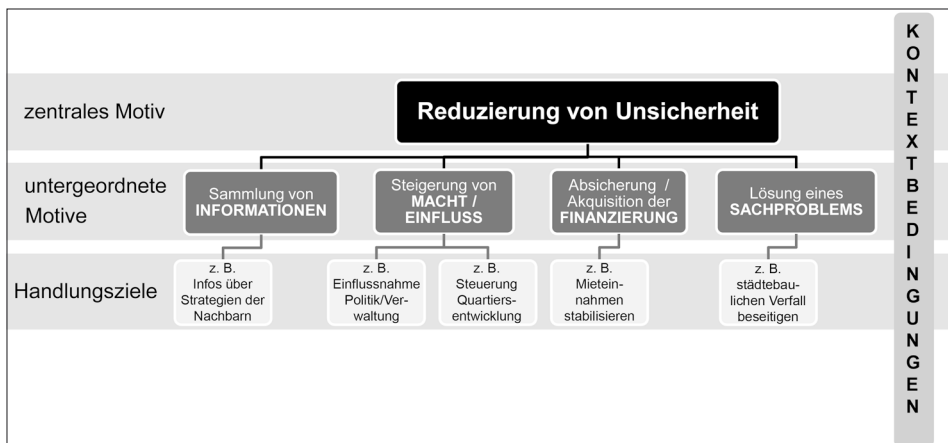 zentrales Motiv
Reduzierung von Unsicherheit
untergeordnete
Motive
Sammlung von
INFORMATIONEN
Steigerung von
MACHT /
EINFLUSS
Absicherung /
Akquisition der
FINANZIERUNG
Lösung eines
SACHPROBLEMS
Handlungsziele
z. B.
Infos über
Strategien der
Nachbarn
z. B.
Einflussnahme
Politik/Ver-
waltung
z. B.
Steuerung
Quartiers-
entwicklung
z. B.
Mietein-
nahmen
stabilisieren
z. B.
städtebau-
lichen Verfall
beseitigen
KONTEXTBEDINGUNGEN